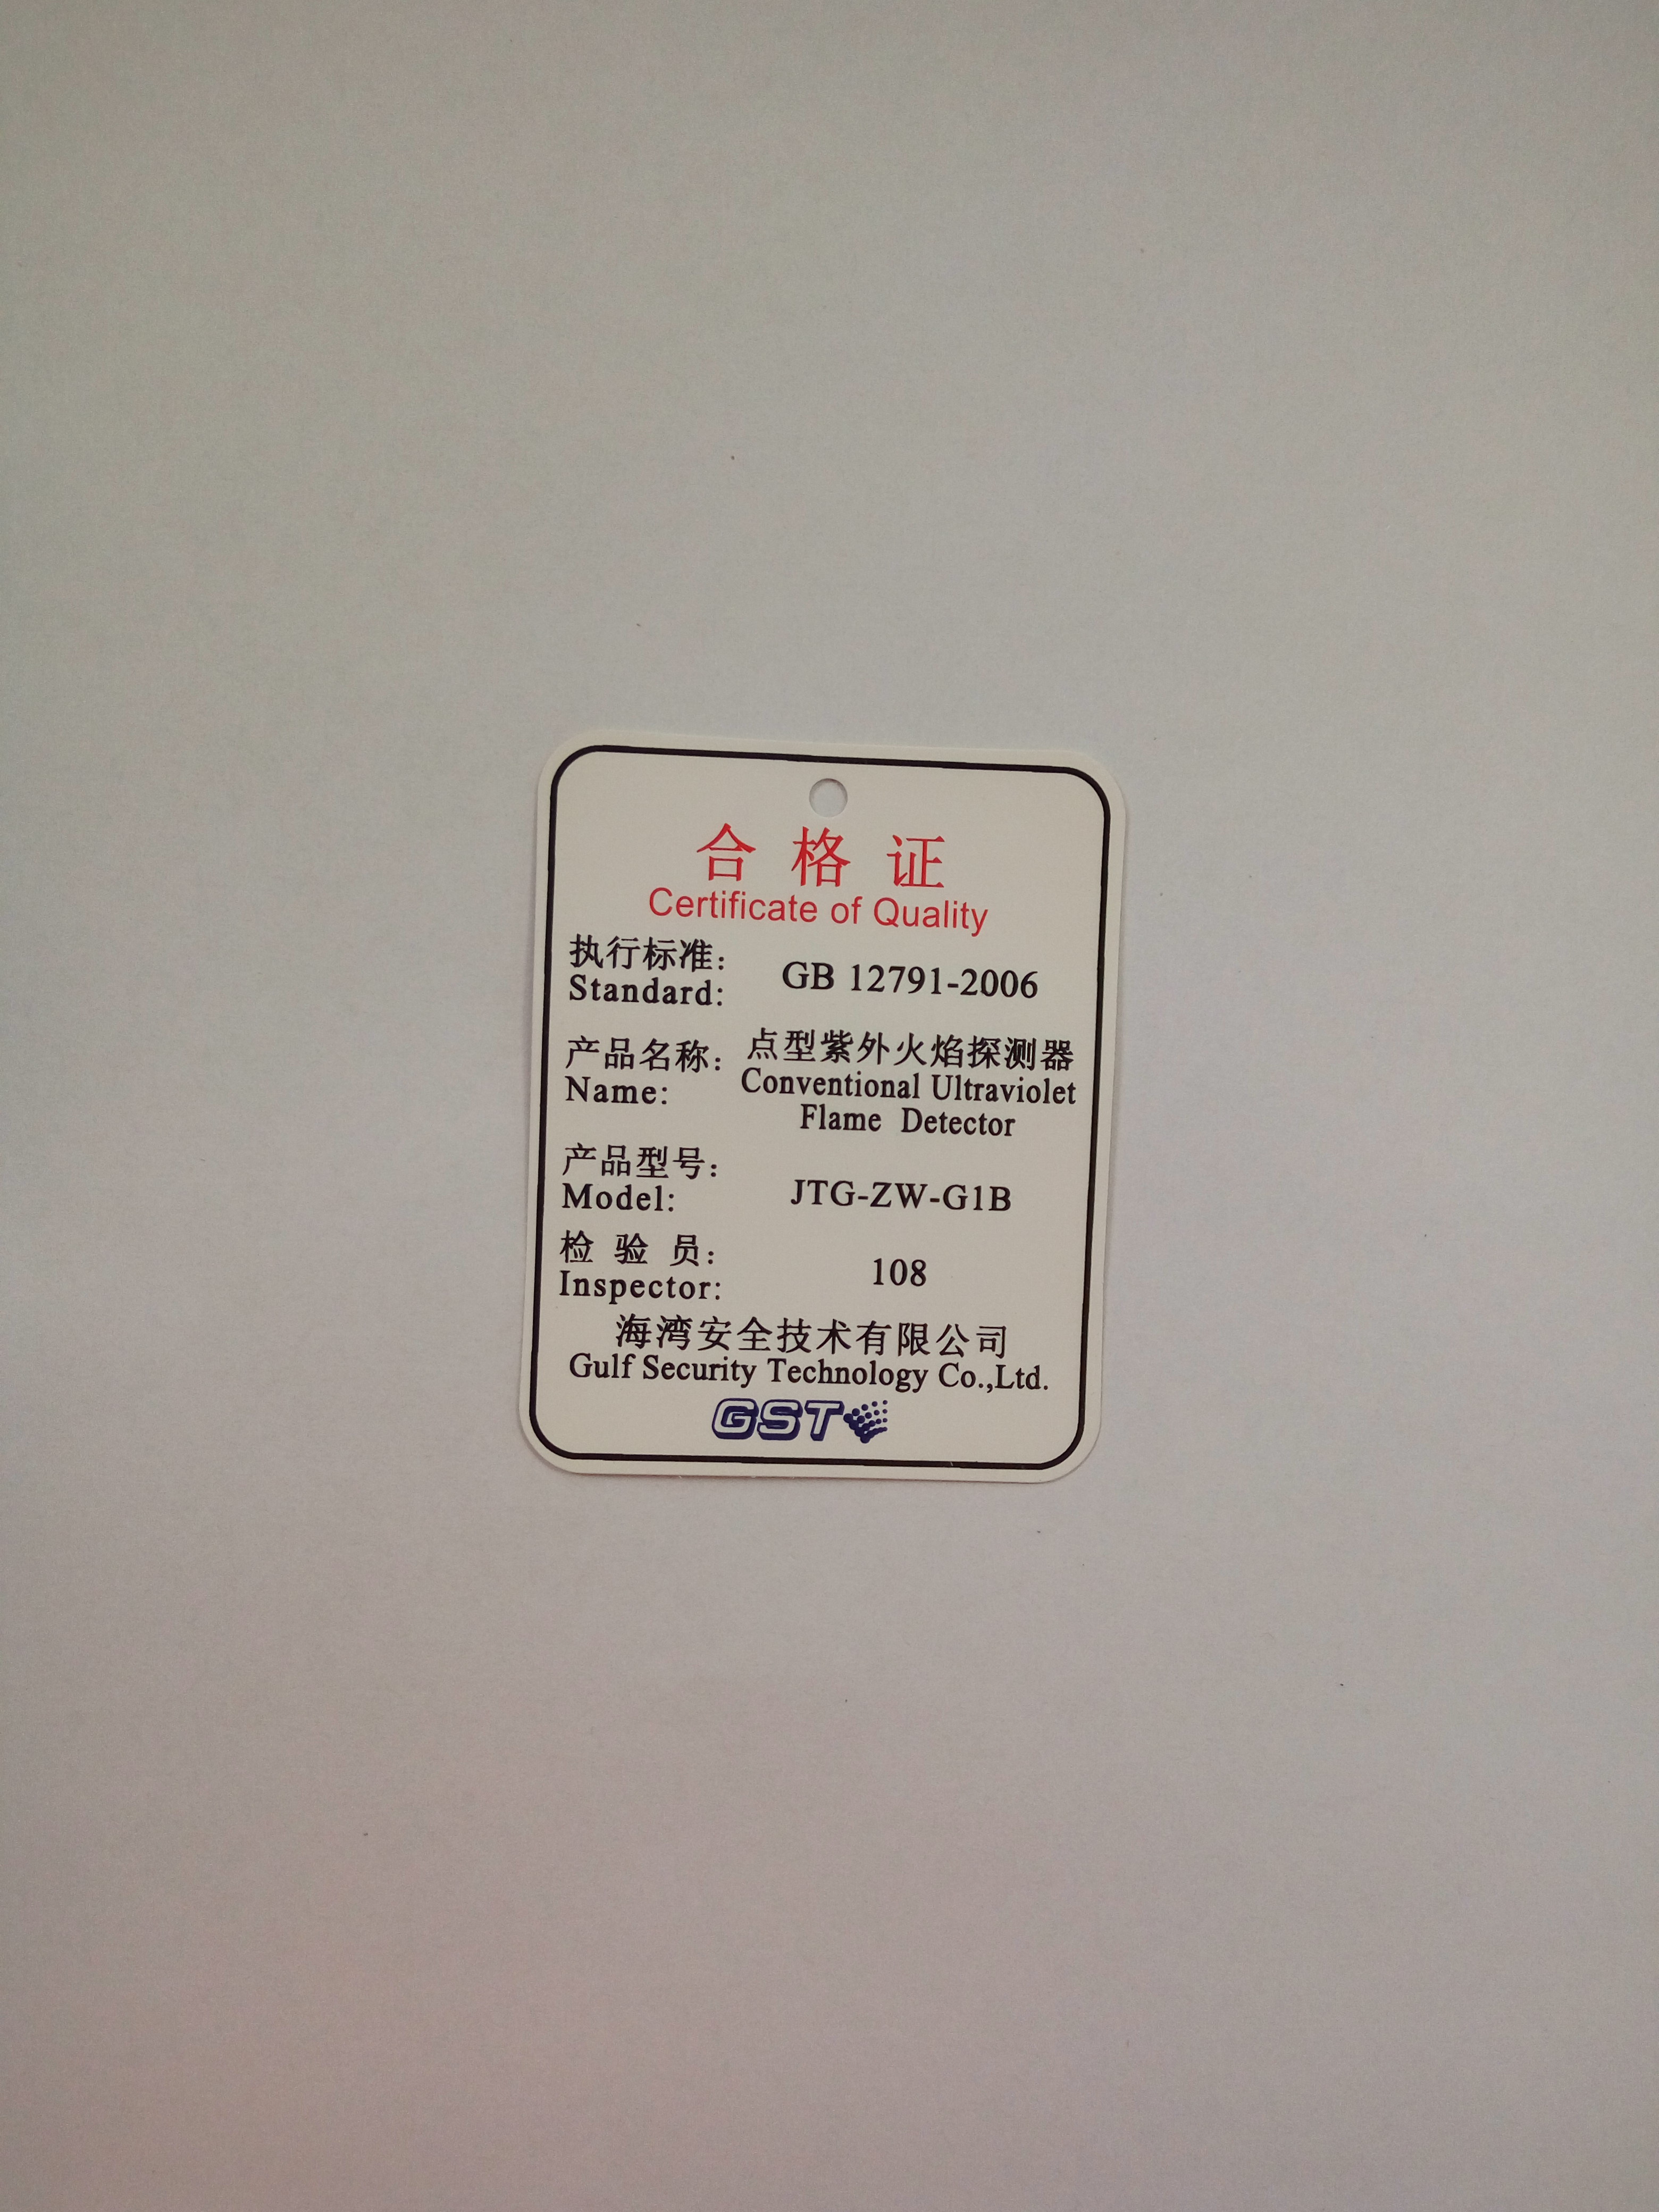 合 格 证
Certificate of Quality
执行标准: GB 12791-2006
Standard:
产品名称: 点型紫外火焰探测器
Name: Conventional Ultraviolet
Flame Detector
产品型号:
Model: JTG-ZW-G1B
检 验 员:
Inspector: 108
海湾安全技术有限公司
Gulf Security Technology Co.,Ltd.
GST